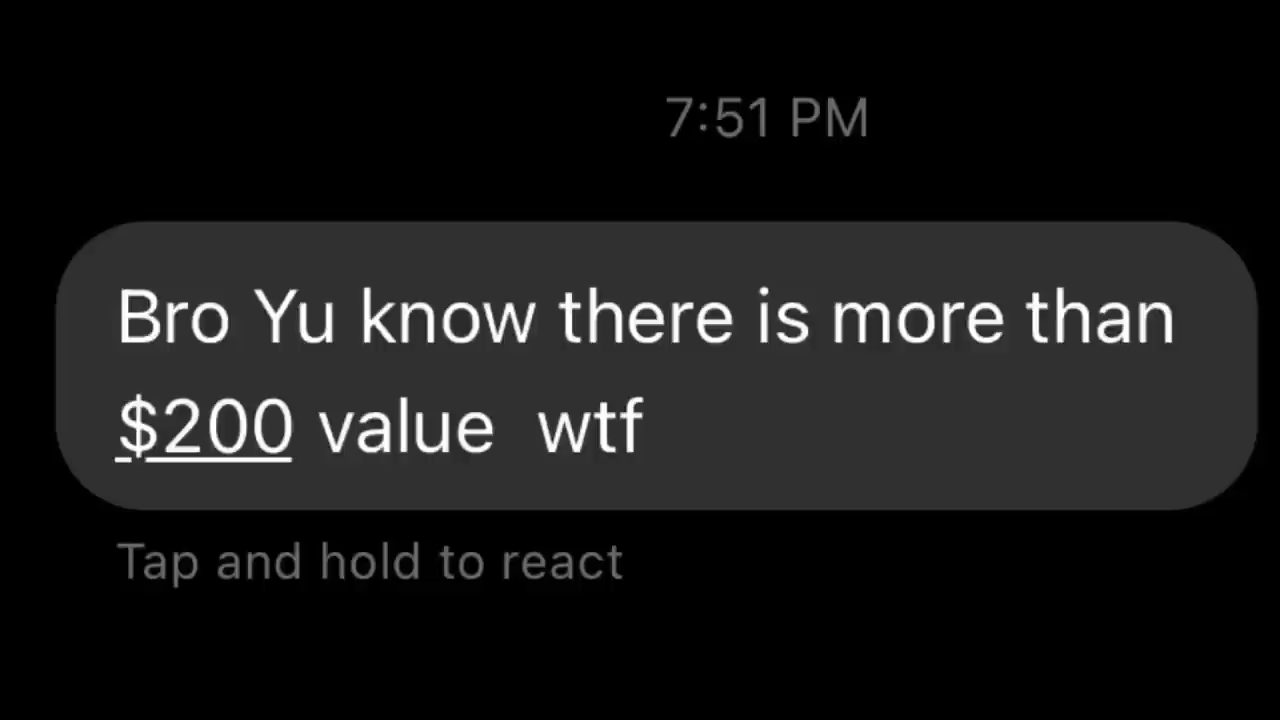 7:51 PM
Bro Yu know there is more than
$200 value  wtf
Tap and hold to react